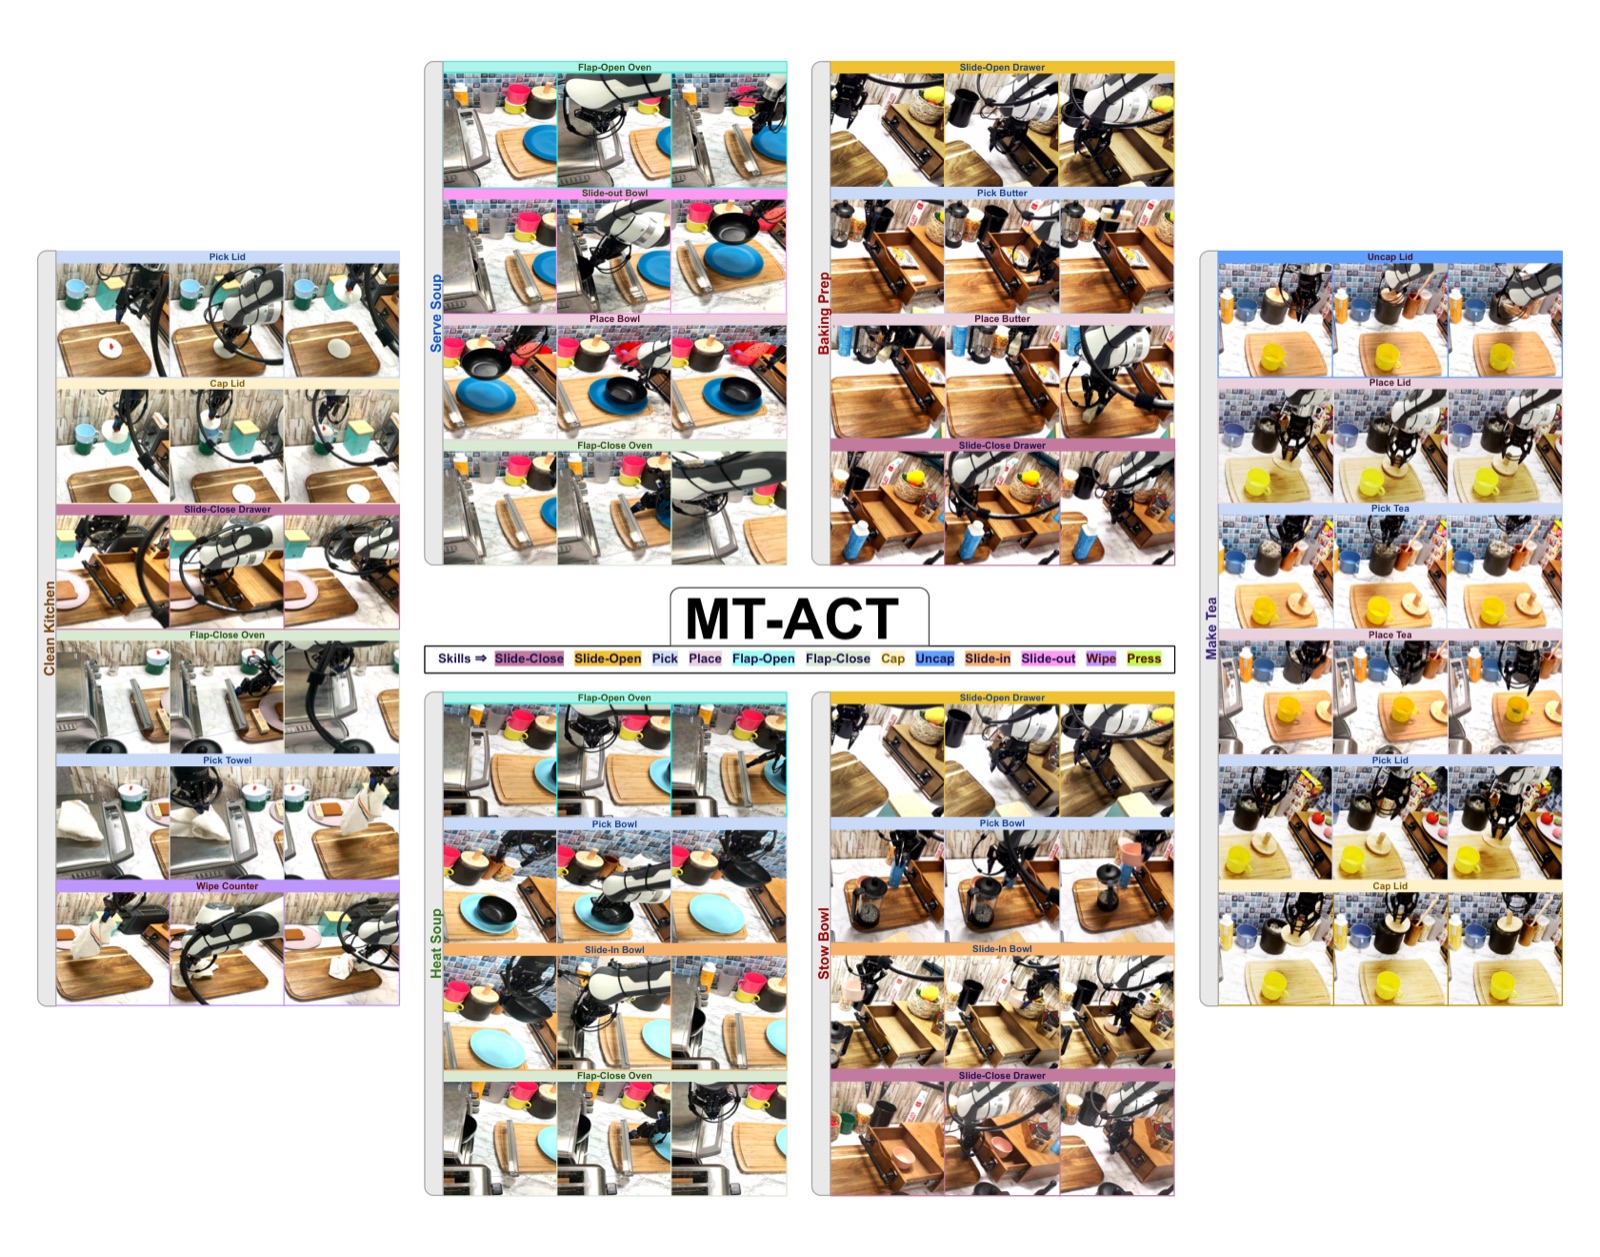 Clean Kitchen
Pick Lid
Cap Lid
Slide-Close Drawer
Flap-Close Oven
Pick Towel
Wipe Counter
Serve Soup
Flap-Open Oven
Slide-out Bowl
Place Bowl
Flap-Close Oven
Baking Prep
Slide-Open Drawer
Pick Butter
Place Butter
Slide-Close Drawer
MT-ACT
Skills ⇒ Slide-Close Slide-Open Pick Place Flap-Open Flap-Close Cap Uncap Slide-in Slide-out Wipe Press
Heat Soup
Flap-Open Oven
Pick Bowl
Slide-In Bowl
Flap-Close Oven
Stow Bowl
Slide-Open Drawer
Pick Bowl
Slide-In Bowl
Slide-Close Drawer
Make Tea
Uncap Lid
Place Lid
Pick Tea
Place Tea
Pick Lid
Cap Lid